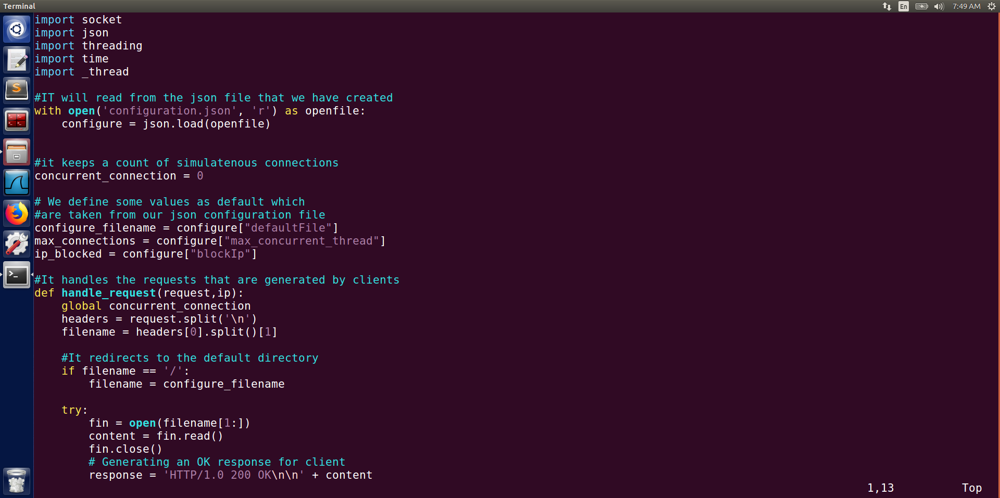 Terminal
En
7:49 AM
import socket
import json
import threading
import time
import _thread
#IT will read from the json file that we have created
with open('configuration.json', 'r') as openfile:
    configure = json.load(openfile)
#it keeps a count of simulatenous connections
concurrent_connection = 0
# We define some values as default which
#are taken from our json configuration file
configure_filename = configure["defaultFile"]
max_connections = configure["max_concurrent_thread"]
ip_blocked = configure["blockIp"]
#It handles the requests that are generated by clients
def handle_request(request,ip):
    global concurrent_connection
    headers = request.split('\n')
    filename = headers[0].split()[1]
    #It redirects to the default directory
    if filename == '/':
        filename = configure_filename
    try:
        fin = open(filename[1:])
        content = fin.read()
        fin.close()
        # Generating an OK response for client
        response = 'HTTP/1.0 200 OK\n\n' + content
1,13 Top